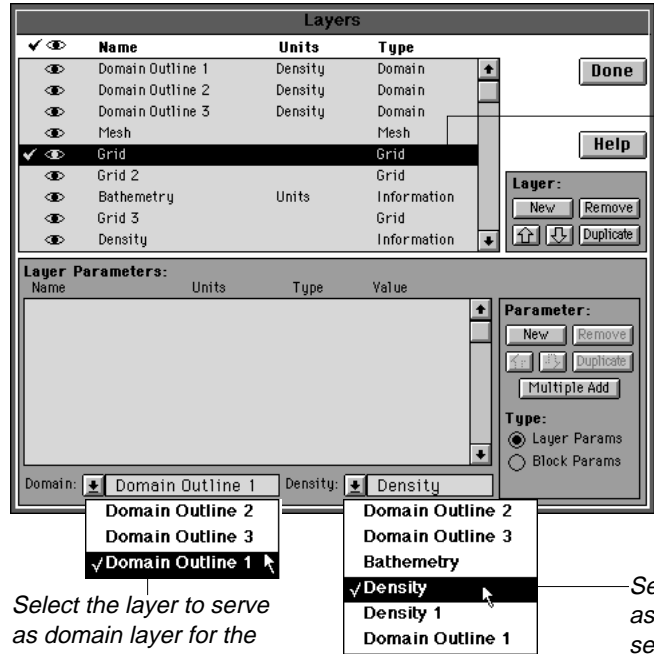 Layers
Name Units Type
Domain Outline 1 Density Domain
Domain Outline 2 Density Domain
Domain Outline 3 Density Domain
Mesh Mesh
Grid Grid
Grid 2 Grid
Bathemetry Units Information
Grid 3 Grid
Density Information
Done
Help
Layer:
New Remove
Duplicate
Layer Parameters:
Name Units Type Value
Parameter:
New Remove
Duplicate
Multiple Add
Type:
Layer Params
Block Params
Domain: Domain Outline 1 Density: Density
Domain Outline 2
Domain Outline 3
√Domain Outline 1
Domain Outline 2
Domain Outline 3
Bathemetry
√Density
Density 1
Domain Outline 1
Select the layer to serve
as domain layer for the
Se
as
se